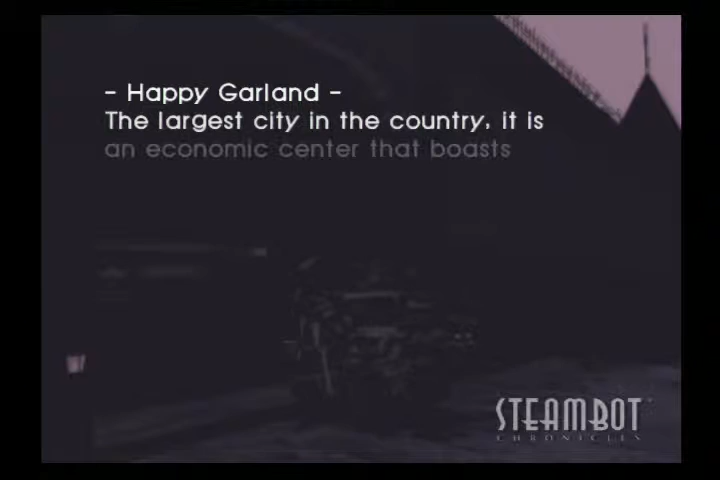 - Happy Garland -
The largest city in the country, it is
an economic center that boasts
STEAMBOT
CHRONICLES